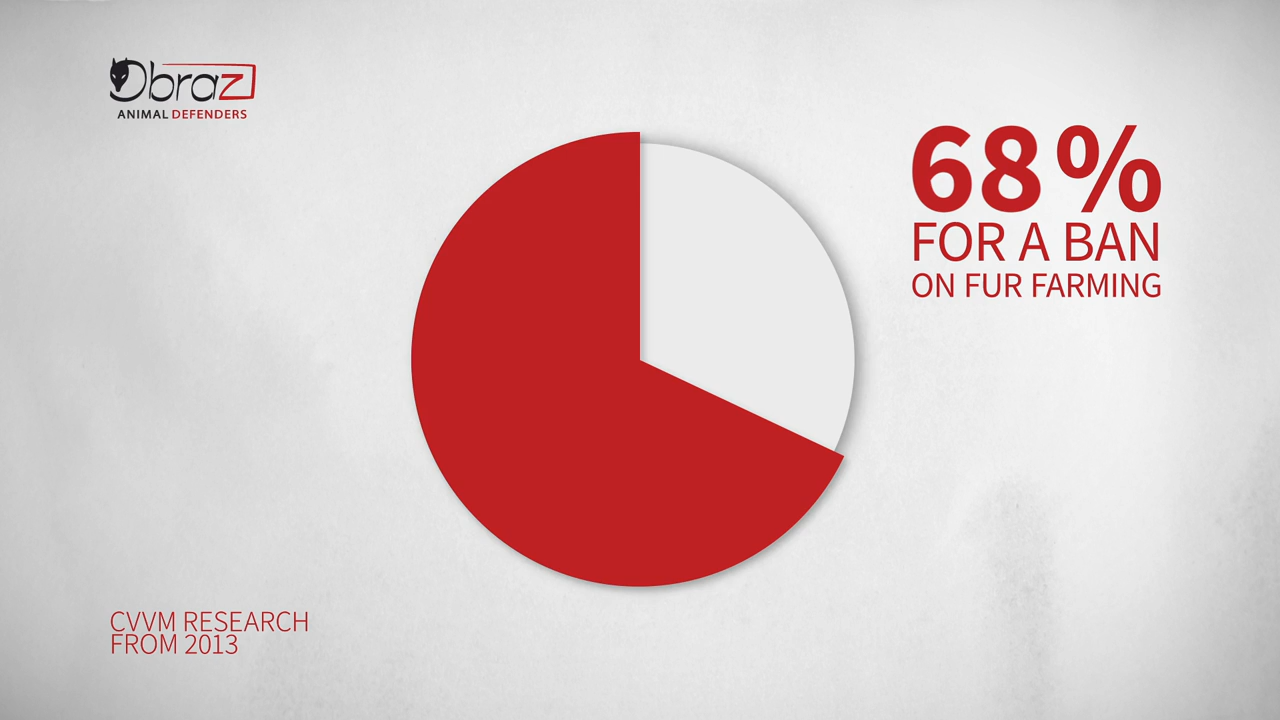 Obraz
ANIMAL DEFENDERS
68%
FOR A BAN
ON FUR FARMING
CVVM RESEARCH
FROM 2013